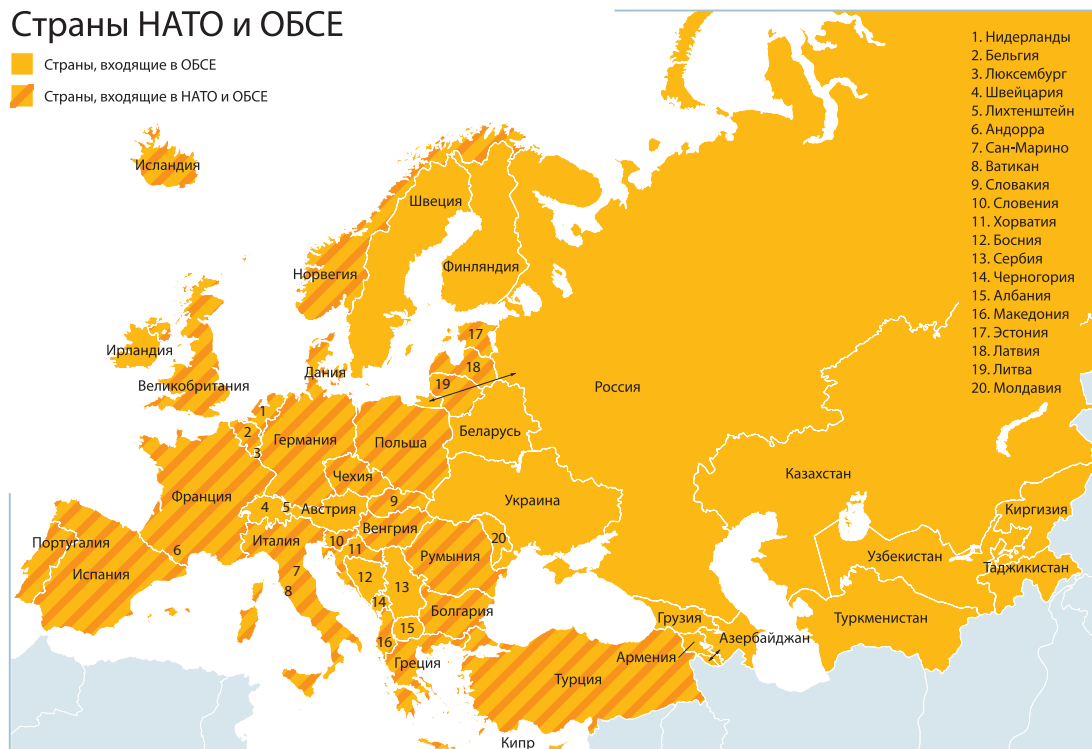 Страны НАТО и ОБСЕ
Страны, входящие в ОБСЕ
Страны, входящие в НАТО и ОБСЕ
1. Нидерланды
2. Бельгия
3. Люксембург
4. Швейцария
5. Лихтенштейн
6. Андорра
7. Сан-Марино
8. Ватикан
9. Словакия
10. Словения
11. Хорватия
12. Босния
13. Сербия
14. Черногория
15. Албания
16. Македония
17. Эстония
18. Латвия
19. Литва
20. Молдавия
Исландия
Швеция
Финляндия
Норвегия
17
Ирландия
18
Дания
19
Великобритания
Россия
1
2
Германия
Польша
Беларусь
3
Чехия
Казахстан
Франция
4
5
Австрия
9
Украина
Киргизия
Венгрия
Португалия
6
Италия
10
11
Румыния
20
Узбекистан
Таджикистан
Испания
7
8
12
13
14
Болгария
Грузия
Туркменистан
15
16
Азербайджан
Армения
Греция
Турция
Кипр